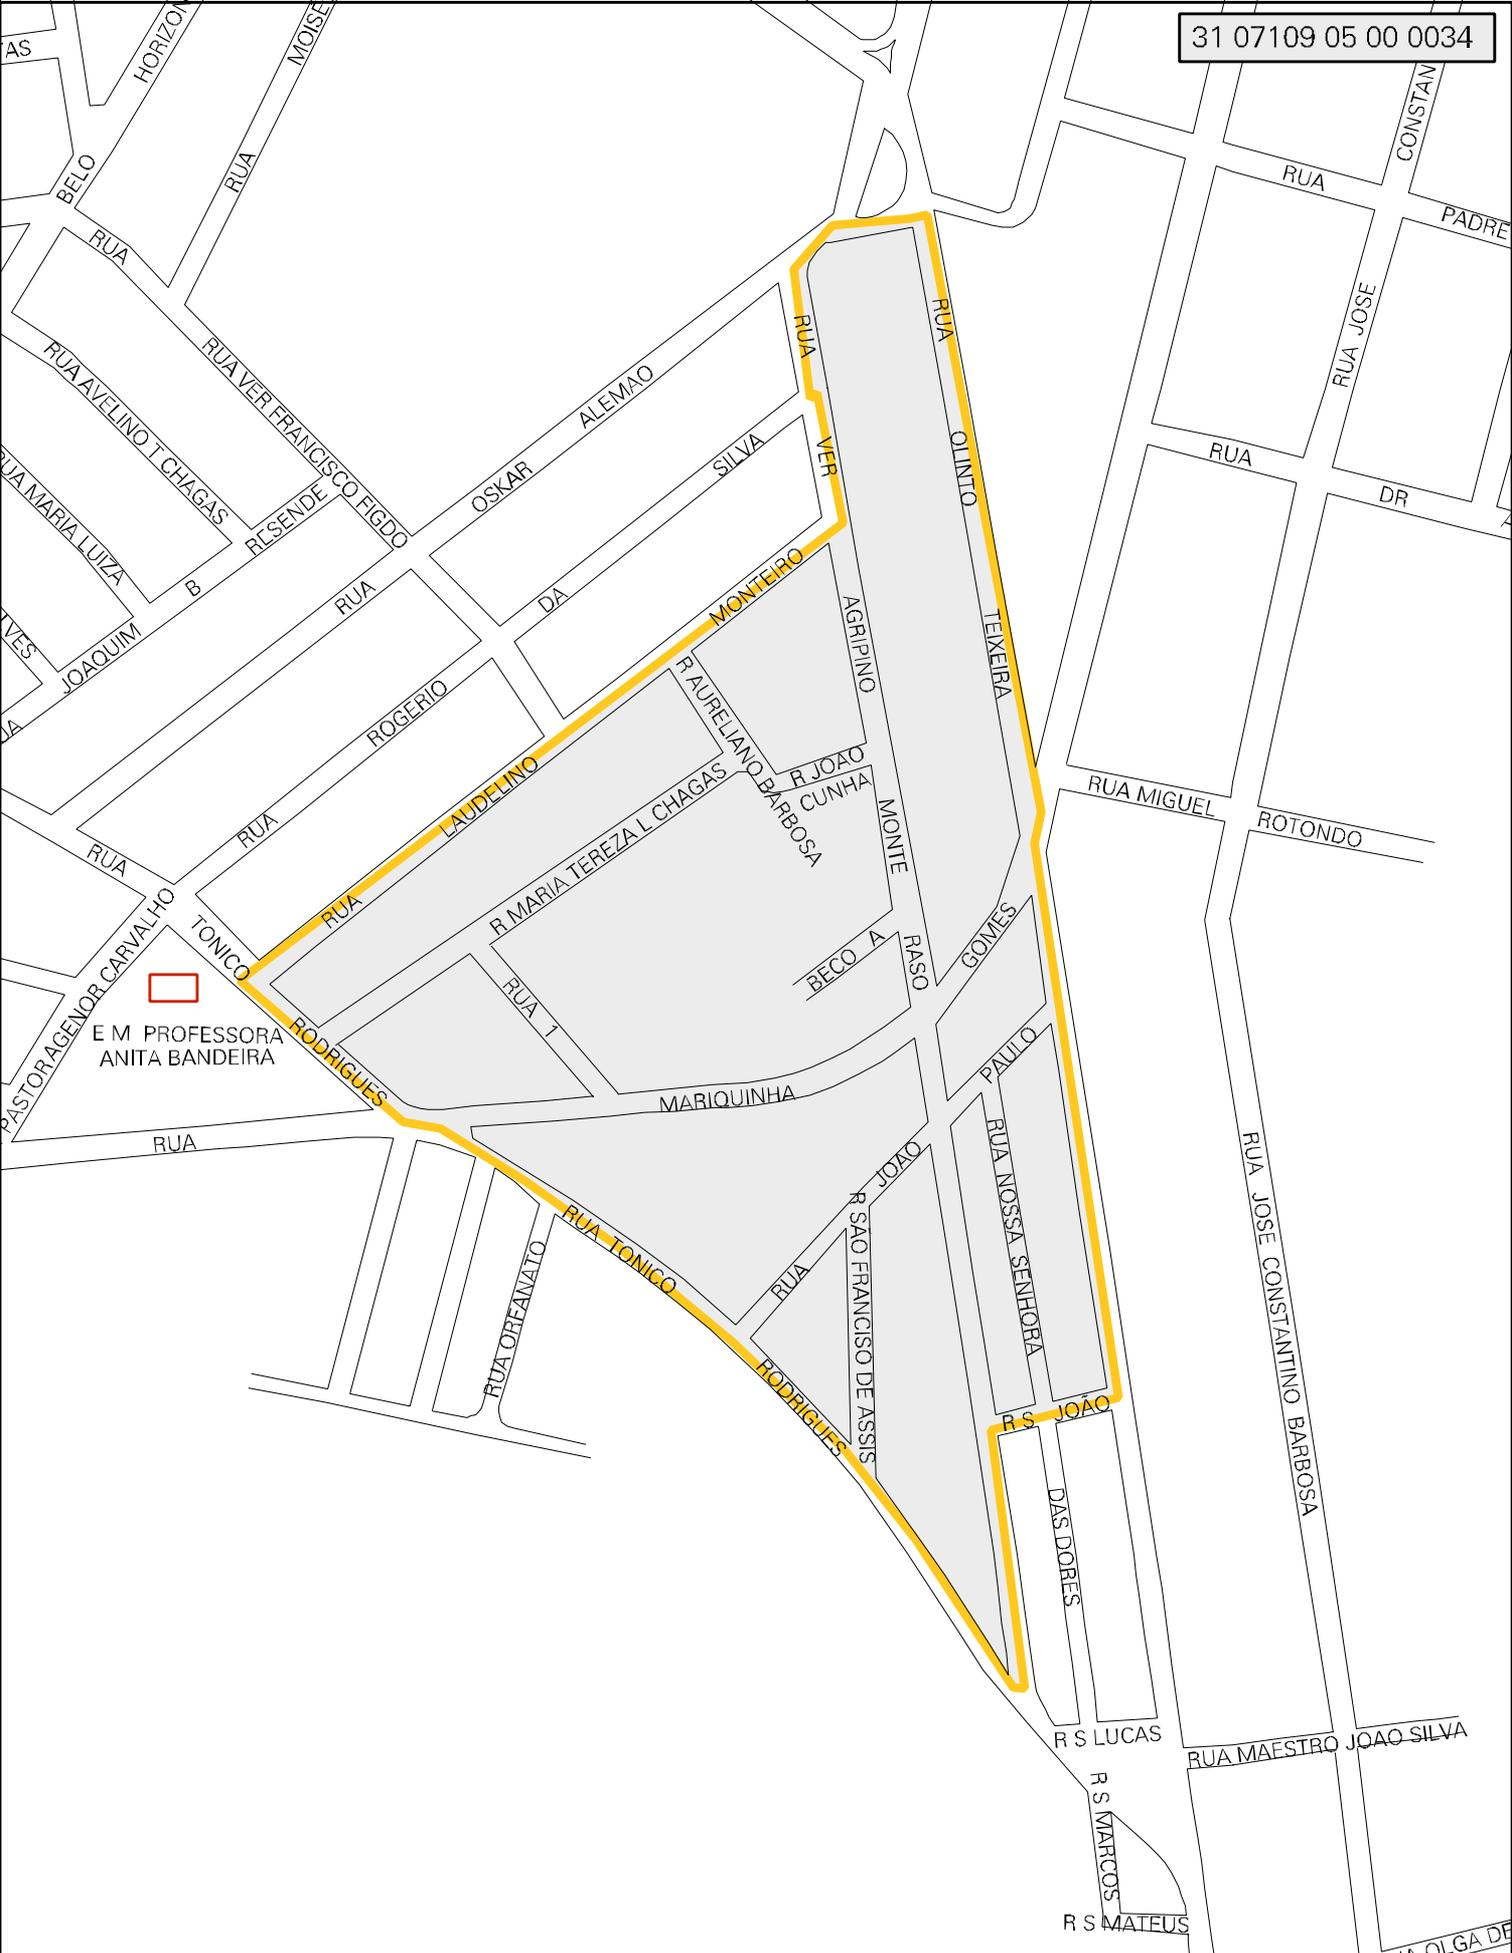 31 07109 05 00 0034
HORIZON
MOISE
CONSTAN
BELO
RUA
RUA
PADRE
RUA
RUA
RUA
RUA JOSE
RUA AVELINO T CHAGAS
RUA VER FRANCISCO FIGDO
ALEMAO
OSKAR
RUA
VER
OLINTO
SILVA
DA
RUA
DR
RUA MARIA LUIZA
RESENDE
B
JOAQUIM
MONTEIRO
AGRIPINO
TEIXEIRA
R AURELIANO BARBOSA
ROGERIO
RUA
LAUDELINO
RUA
R JOAO
CUNHA
RUA MIGUEL
ROTONDO
MONTE
R MARIA TEREZA L CHAGAS
RUA
PASTOR AGENOR CARVALHO
TONICO
RODRIGUES
BECO A
RASO
GOMES
RUA 1
E M PROFESSORA
ANITA BANDEIRA
MARIQUINHA
PAULO
RUA
JOAO
RUA
RUA NOSSA SENHORA
R SÃO FRANCISO DE ASSIS
RUA TONICO
RODRIGUES
RUA ORFANATO
RUA JOSE CONSTANTINO BARBOSA
R S JOÃO
DAS DORES
R S LUCAS
RUA MAESTRO JOAO SILVA
R S MARCOS
R S MATEUS
OLGA DE